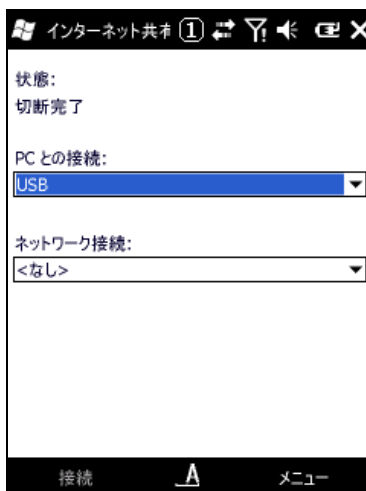 インターネット共有 1
状態:
切断完了
PC との接続:
USB
ネットワーク接続:
<なし>
接続 A メニュー